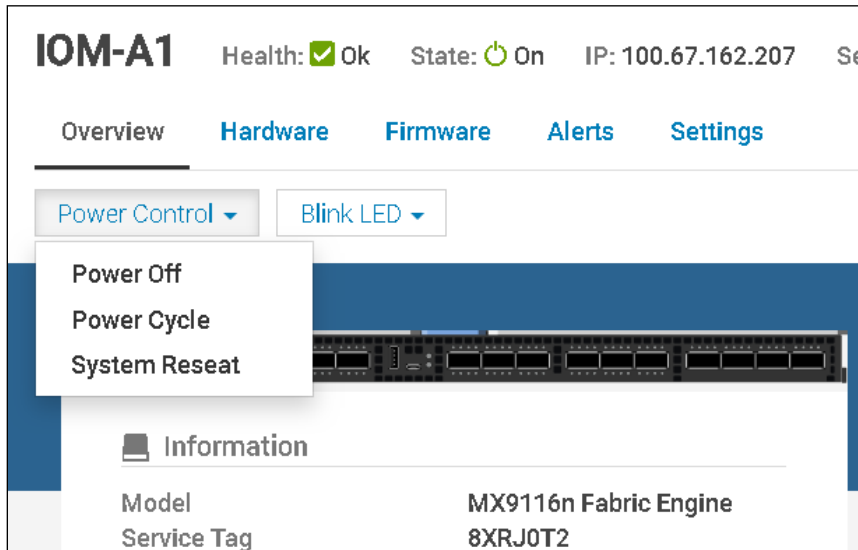 IOM-A1 Health: Ok State: On IP: 100.67.162.207
Overview Hardware Firmware Alerts Settings
Power Control Blink LED
Power Off
Power Cycle
System Reseat
Information
Model MX9116n Fabric Engine
Service Tag 8XRJ0T2